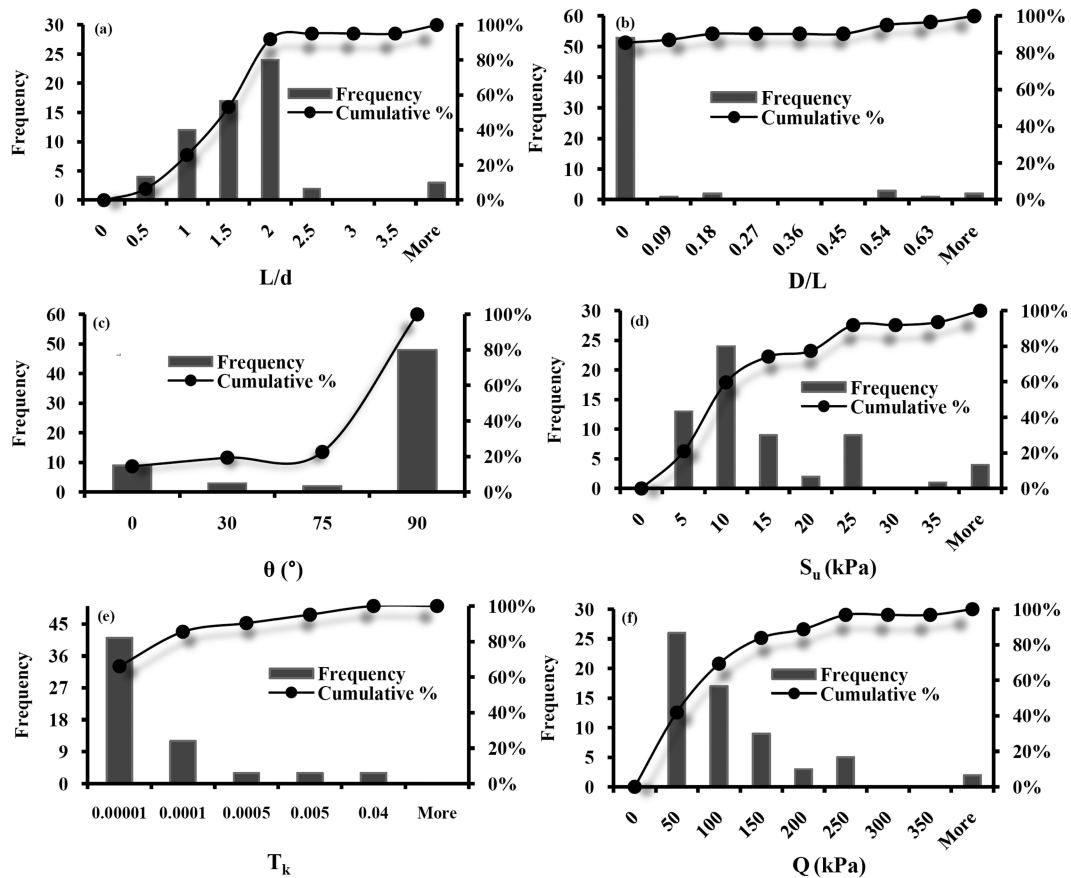 (a)
30
25
20
15
10
5
0
Frequency
100%
80%
60%
40%
20%
0%
Frequency
Cumulative %
0 0.5 1 1.5 2 2.5 3 3.5 More
L/d
(b)
60
50
40
30
20
10
0
Frequency
100%
80%
60%
40%
20%
0%
Frequency
Cumulative %
0 0.09 0.18 0.27 0.36 0.45 0.54 0.63 More
D/L
(c)
60
50
40
30
20
10
0
Frequency
100%
80%
60%
40%
20%
0%
Frequency
Cumulative %
0 30 75 90
θ (°)
(d)
30
25
20
15
10
5
0
Frequency
100%
80%
60%
40%
20%
0%
Frequency
Cumulative %
0 5 10 15 20 25 30 35 More
Su (kPa)
(e)
45
36
27
18
9
0
Frequency
100%
80%
60%
40%
20%
0%
Frequency
Cumulative %
0.00001 0.0001 0.0005 0.005 0.04 More
Tk
(f)
30
25
20
15
10
5
0
Frequency
100%
80%
60%
40%
20%
0%
Frequency
Cumulative %
0 50 100 150 200 250 300 350 More
Q (kPa)